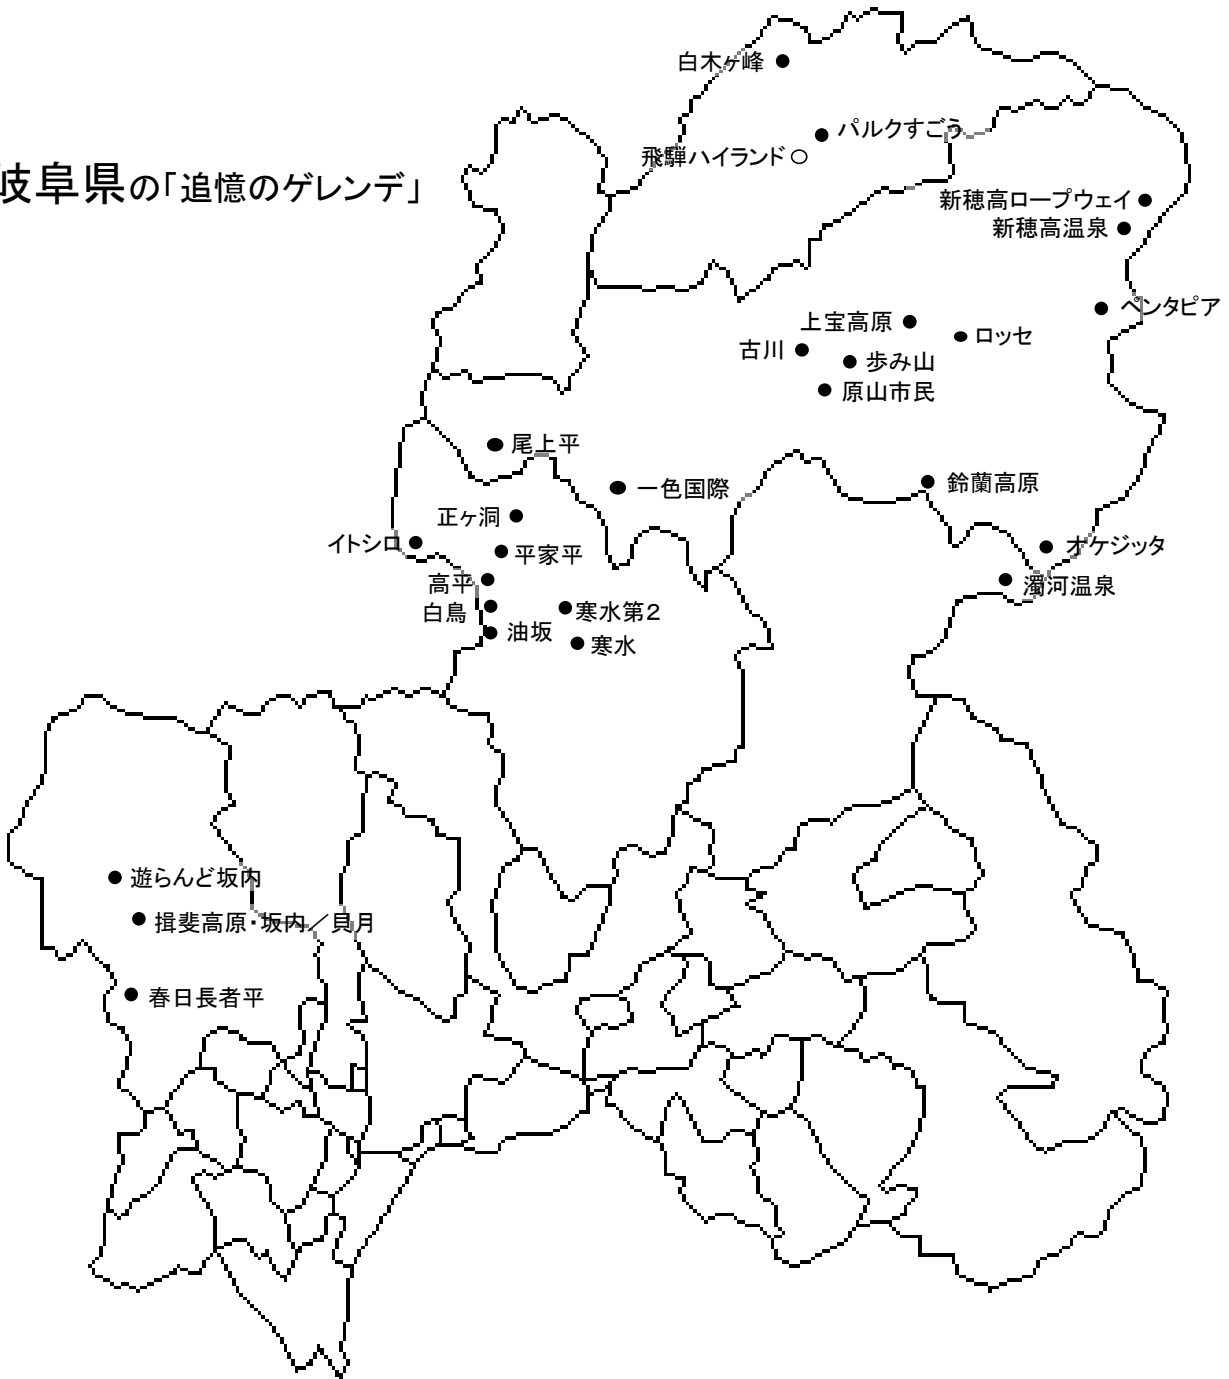 白木ヶ峰
パルクすごう
飛騨ハイランド
岐阜県の「追憶のゲレンデ」
新穂高ロープウェイ
新穂高温泉
ペンタピア
上宝高原
ロッセ
古川
歩み山
原山市民
尾上平
一色国際
鈴蘭高原
正ヶ洞
イトシロ
平家平
オケジッタ
高平
濁河温泉
白鳥
寒水第2
油坂
寒水
遊らんど坂内
揖斐高原・坂内／貝月
春日長者平